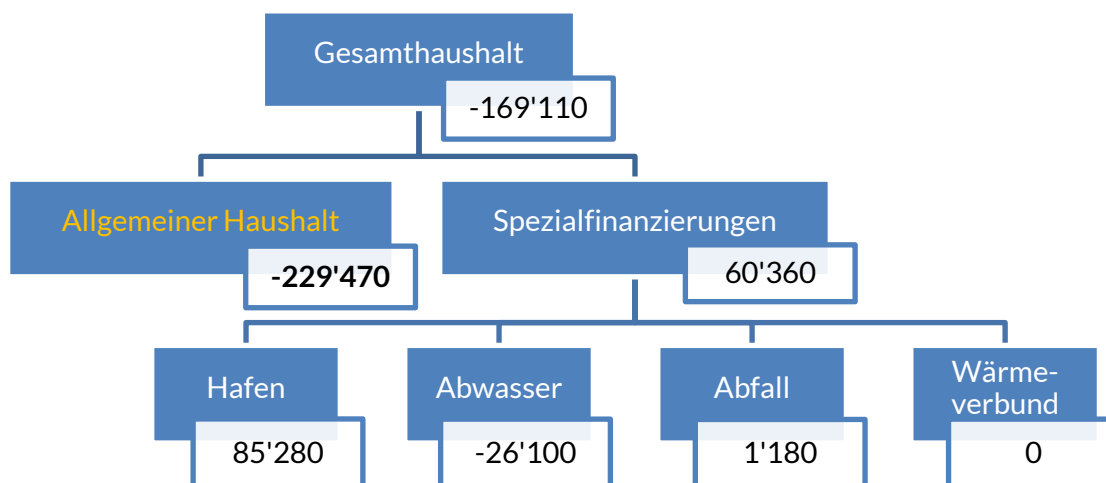 Gesamthaushalt
-169'110
Allgemeiner Haushalt
-229'470
Spezialfinanzierungen
60'360
Hafen
85'280
Abwasser
-26'100
Abfall
1'180
Wärme-
verbund
0